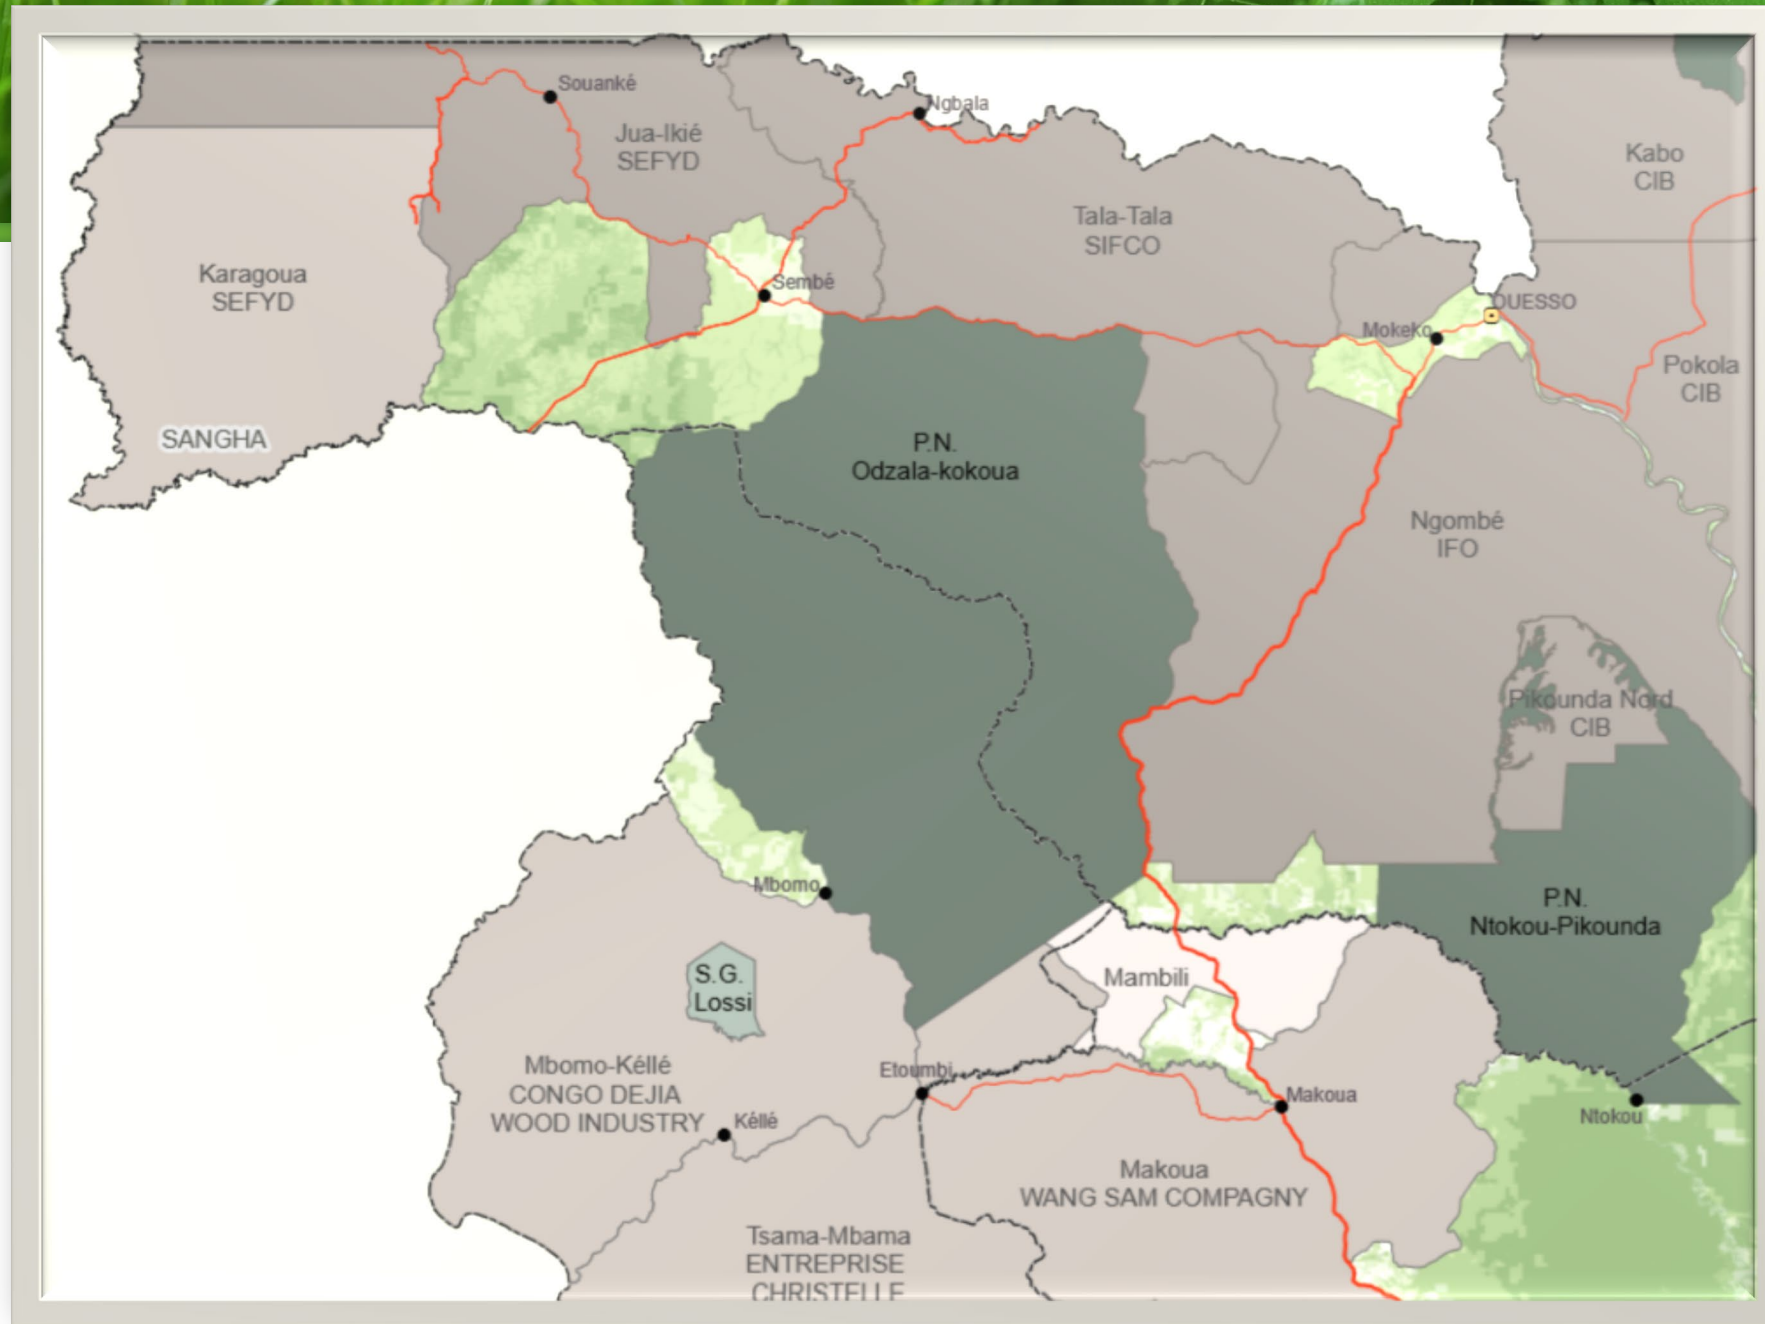 Souanké
Ngbala
Jua-Ikié
SEFYD
Kabo
CIB
Tala-Tala
SIFCO
Karagoua
SEFYD
Sembé
OUESSO
Mokeko
Pokola
CIB
SANGHA
P.N.
Odzala-kokoua
Ngombé
IFO
Pikounda Nord
CIB
Mbomo
P.N.
Ntokou-Pikounda
S.G.
Lossi
Mambili
Mbomo-Kéllé
CONGO DEJIA
WOOD INDUSTRY
Etoumbi
Makoua
Ntokou
Kéllé
Makoua
WANG SAM COMPAGNY
Tsama-Mbama
ENTREPRISE
CHRISTELLE